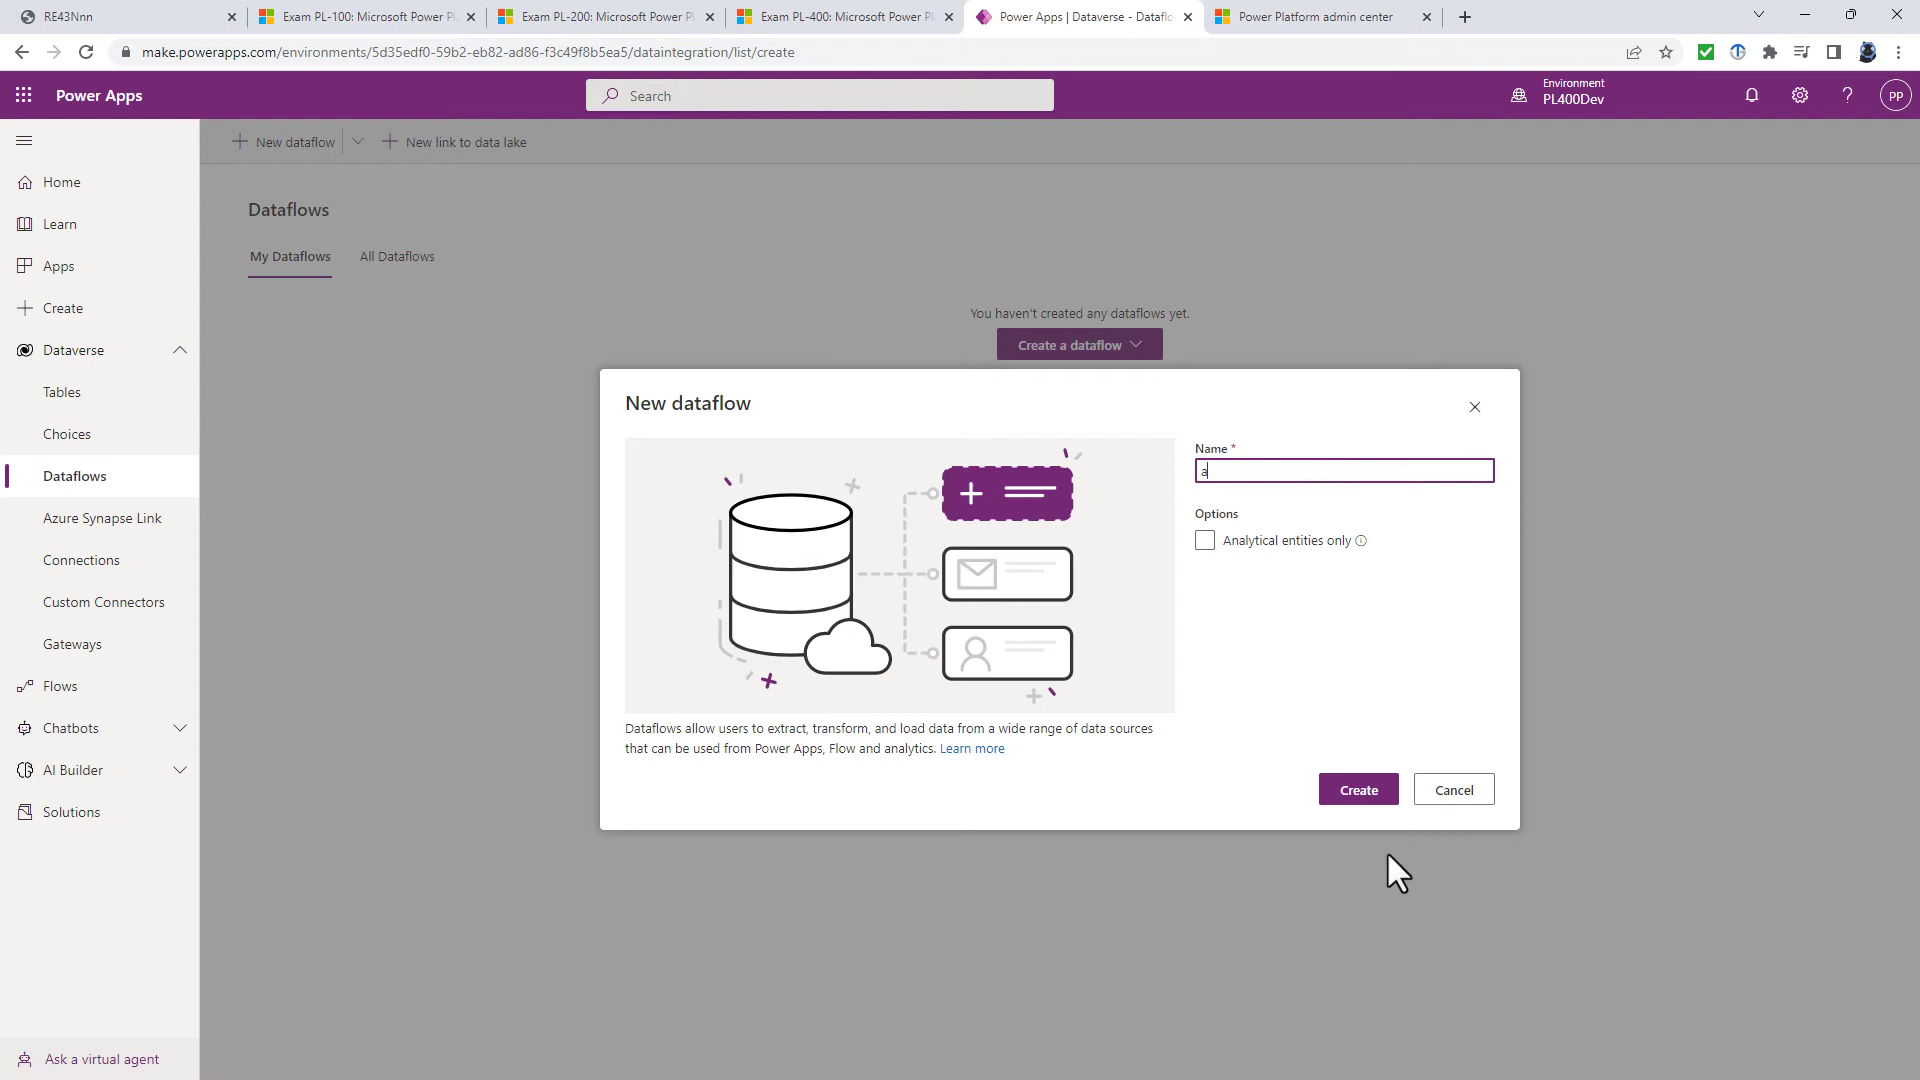 RE43Nnn
Exam PL-100: Microsoft Power Pl
Exam PL-200: Microsoft Power Pl
Exam PL-400: Microsoft Power Pl
Power Apps | Dataverse - Dataflo
Power Platform admin center
make.powerapps.com/environments/5d35edf0-59b2-eb82-ad86-f3c49f8b5ea5/dataintegration/list/create
Power Apps
Search
Environment
PL400Dev
PP
New dataflow
New link to data lake
Home
Learn
Apps
Create
Dataverse
Tables
Choices
Dataflows
Azure Synapse Link
Connections
Custom Connectors
Gateways
Flows
Chatbots
AI Builder
Solutions
Ask a virtual agent
Dataflows
My Dataflows
All Dataflows
You haven't created any dataflows yet.
Create a dataflow
New dataflow
Name *
a
Options
Analytical entities only
Dataflows allow users to extract, transform, and load data from a wide range of data sources
that can be used from Power Apps, Flow and analytics. Learn more
Create
Cancel